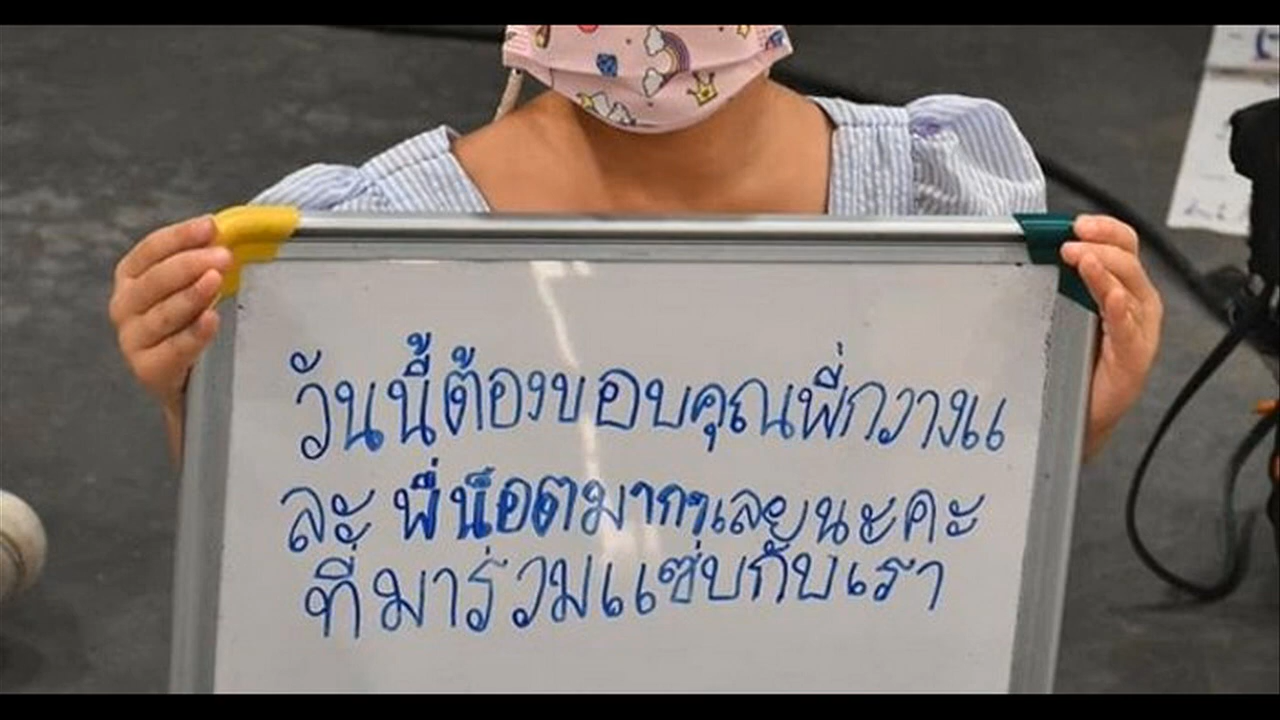 วันนี้ต้องขอบคุณพี่กวางแ
ละ พี่น็อตมากๆเลยนะคะ
ที่มาร่วมแซ่บกับเรา